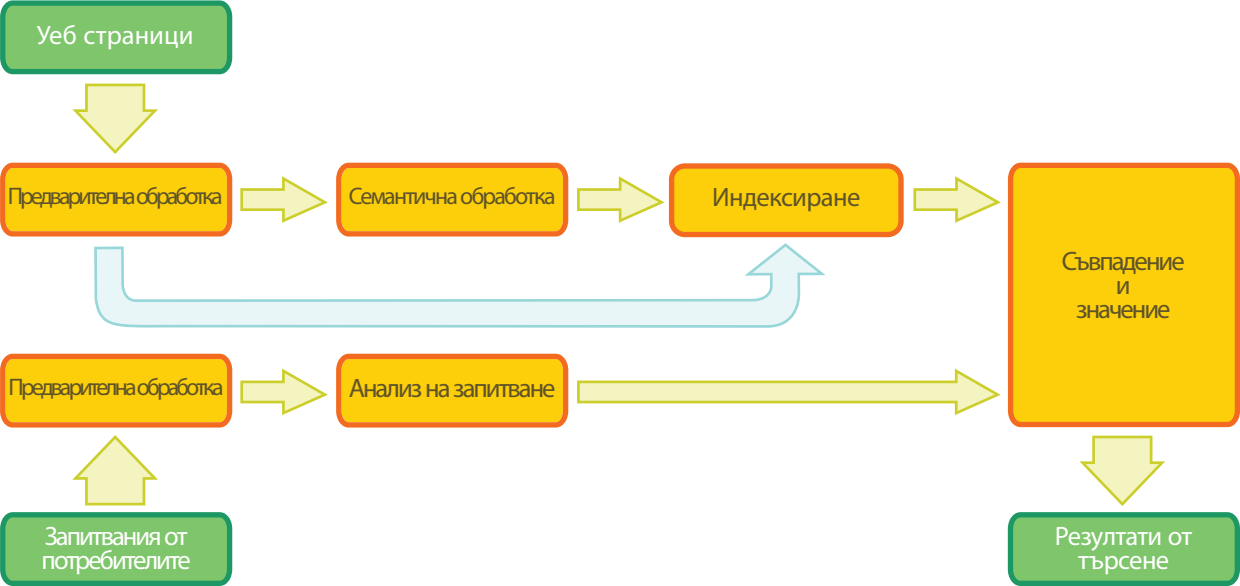 Уеб страници
Предварителна обработка
Семантична обработка
Индексиране
Съвпадение
и
значение
Предварителна обработка
Анализ на запитване
Запитвания от
потребителите
Резултати от
търсене